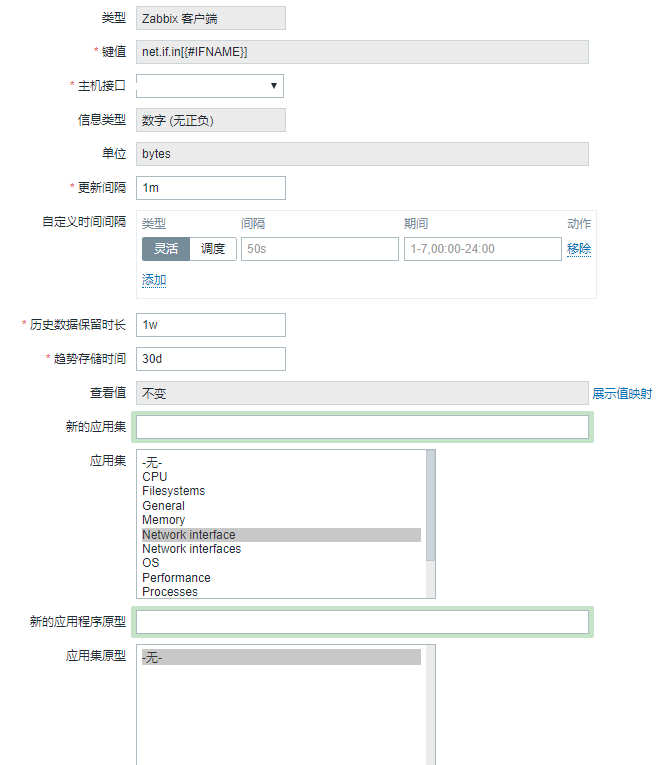 类型 Zabbix 客户端
* 键值 net.if.in[{#IFNAME}]
* 主机接口
信息类型 数字 (无正负)
单位 bytes
* 更新间隔 1m
自定义时间间隔 类型 间隔 期间 动作
灵活 调度 50s 1-7,00:00-24:00 移除
添加
* 历史数据保留时长 1w
* 趋势存储时间 30d
查看值 不变 展示值映射
新的应用集
应用集 -无-
CPU
Filesystems
General
Memory
Network interface
Network interfaces
OS
Performance
Processes
新的应用程序原型
应用集原型 -无-